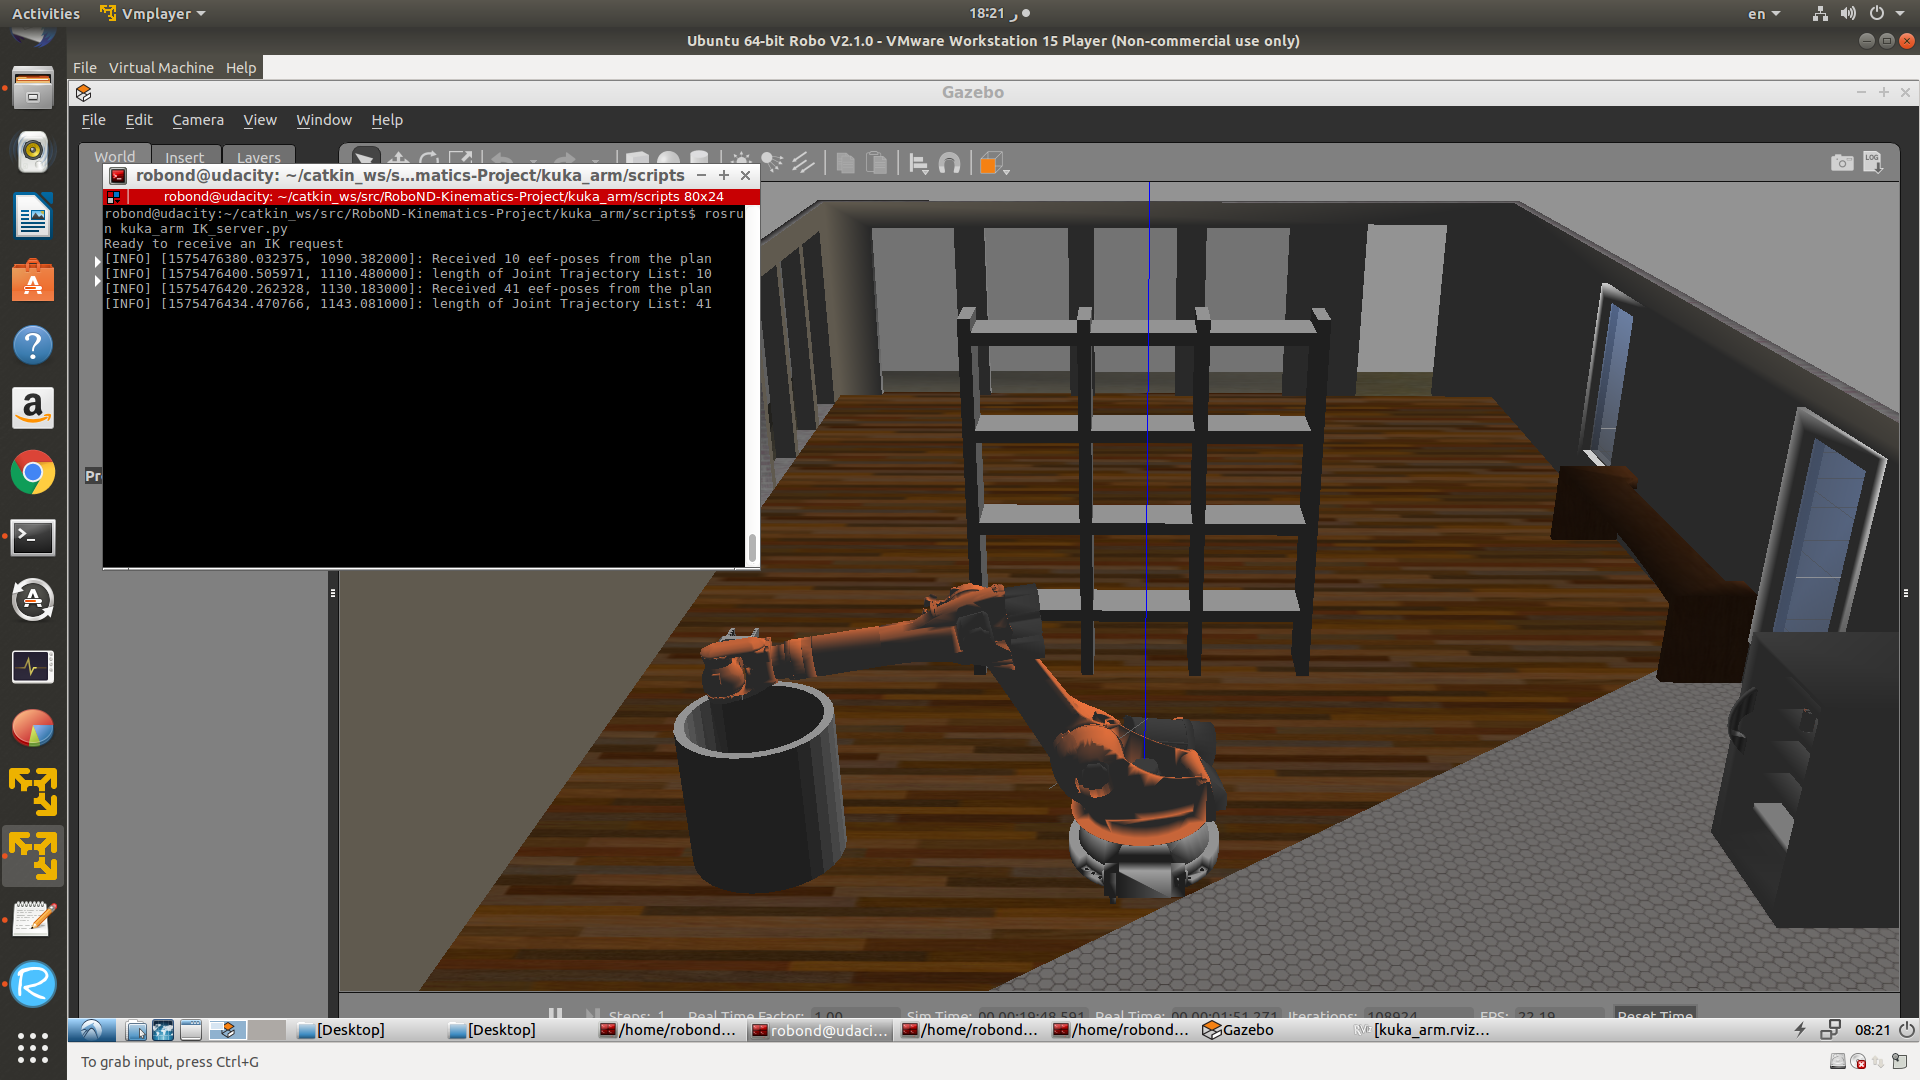 Activities
Vmplayer
18:21 ر
en
Ubuntu 64-bit Robo V2.1.0 - VMware Workstation 15 Player (Non-commercial use only)
File Virtual Machine Help
Gazebo
File Edit Camera View Window Help
World Insert Layers
LOG
robond@udacity: ~/catkin_ws/s...matics-Project/kuka_arm/scripts
robond@udacity: ~/catkin_ws/src/RoboND-Kinematics-Project/kuka_arm/scripts 80x24
robond@udacity:~/catkin_ws/src/RoboND-Kinematics-Project/kuka_arm/scripts$ rosru
n kuka_arm IK_server.py
Ready to receive an IK request
[INFO] [1575476380.032375, 1090.382000]: Received 10 eef-poses from the plan
[INFO] [1575476400.505971, 1110.480000]: length of Joint Trajectory List: 10
[INFO] [1575476420.262328, 1130.183000]: Received 41 eef-poses from the plan
[INFO] [1575476434.470766, 1143.081000]: length of Joint Trajectory List: 41
Pr
Steps: 1 Real Time Factor: 1.00 Sim Time: 00:00:19:48.591 Real Time: 00:00:01:51.271 Iterations: 108924 FPS: 22.19 Reset Time
[Desktop] [Desktop] /home/robond... robond@udaci... /home/robond... /home/robond... Gazebo [kuka_arm.rviz... 08:21
To grab input, press Ctrl+G